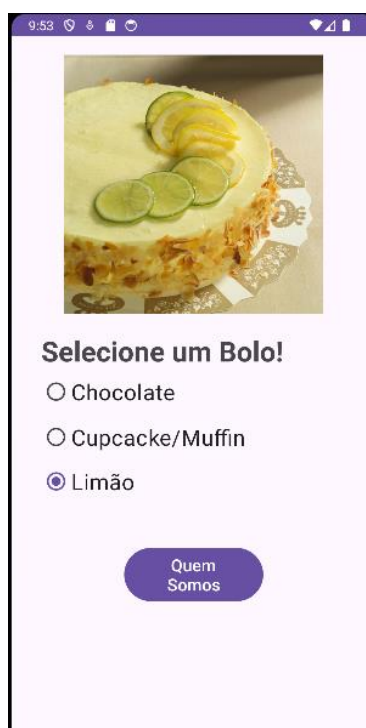 9:53
Selecione um Bolo!
Chocolate
Cupcacke/Muffin
Limão
Quem
Somos